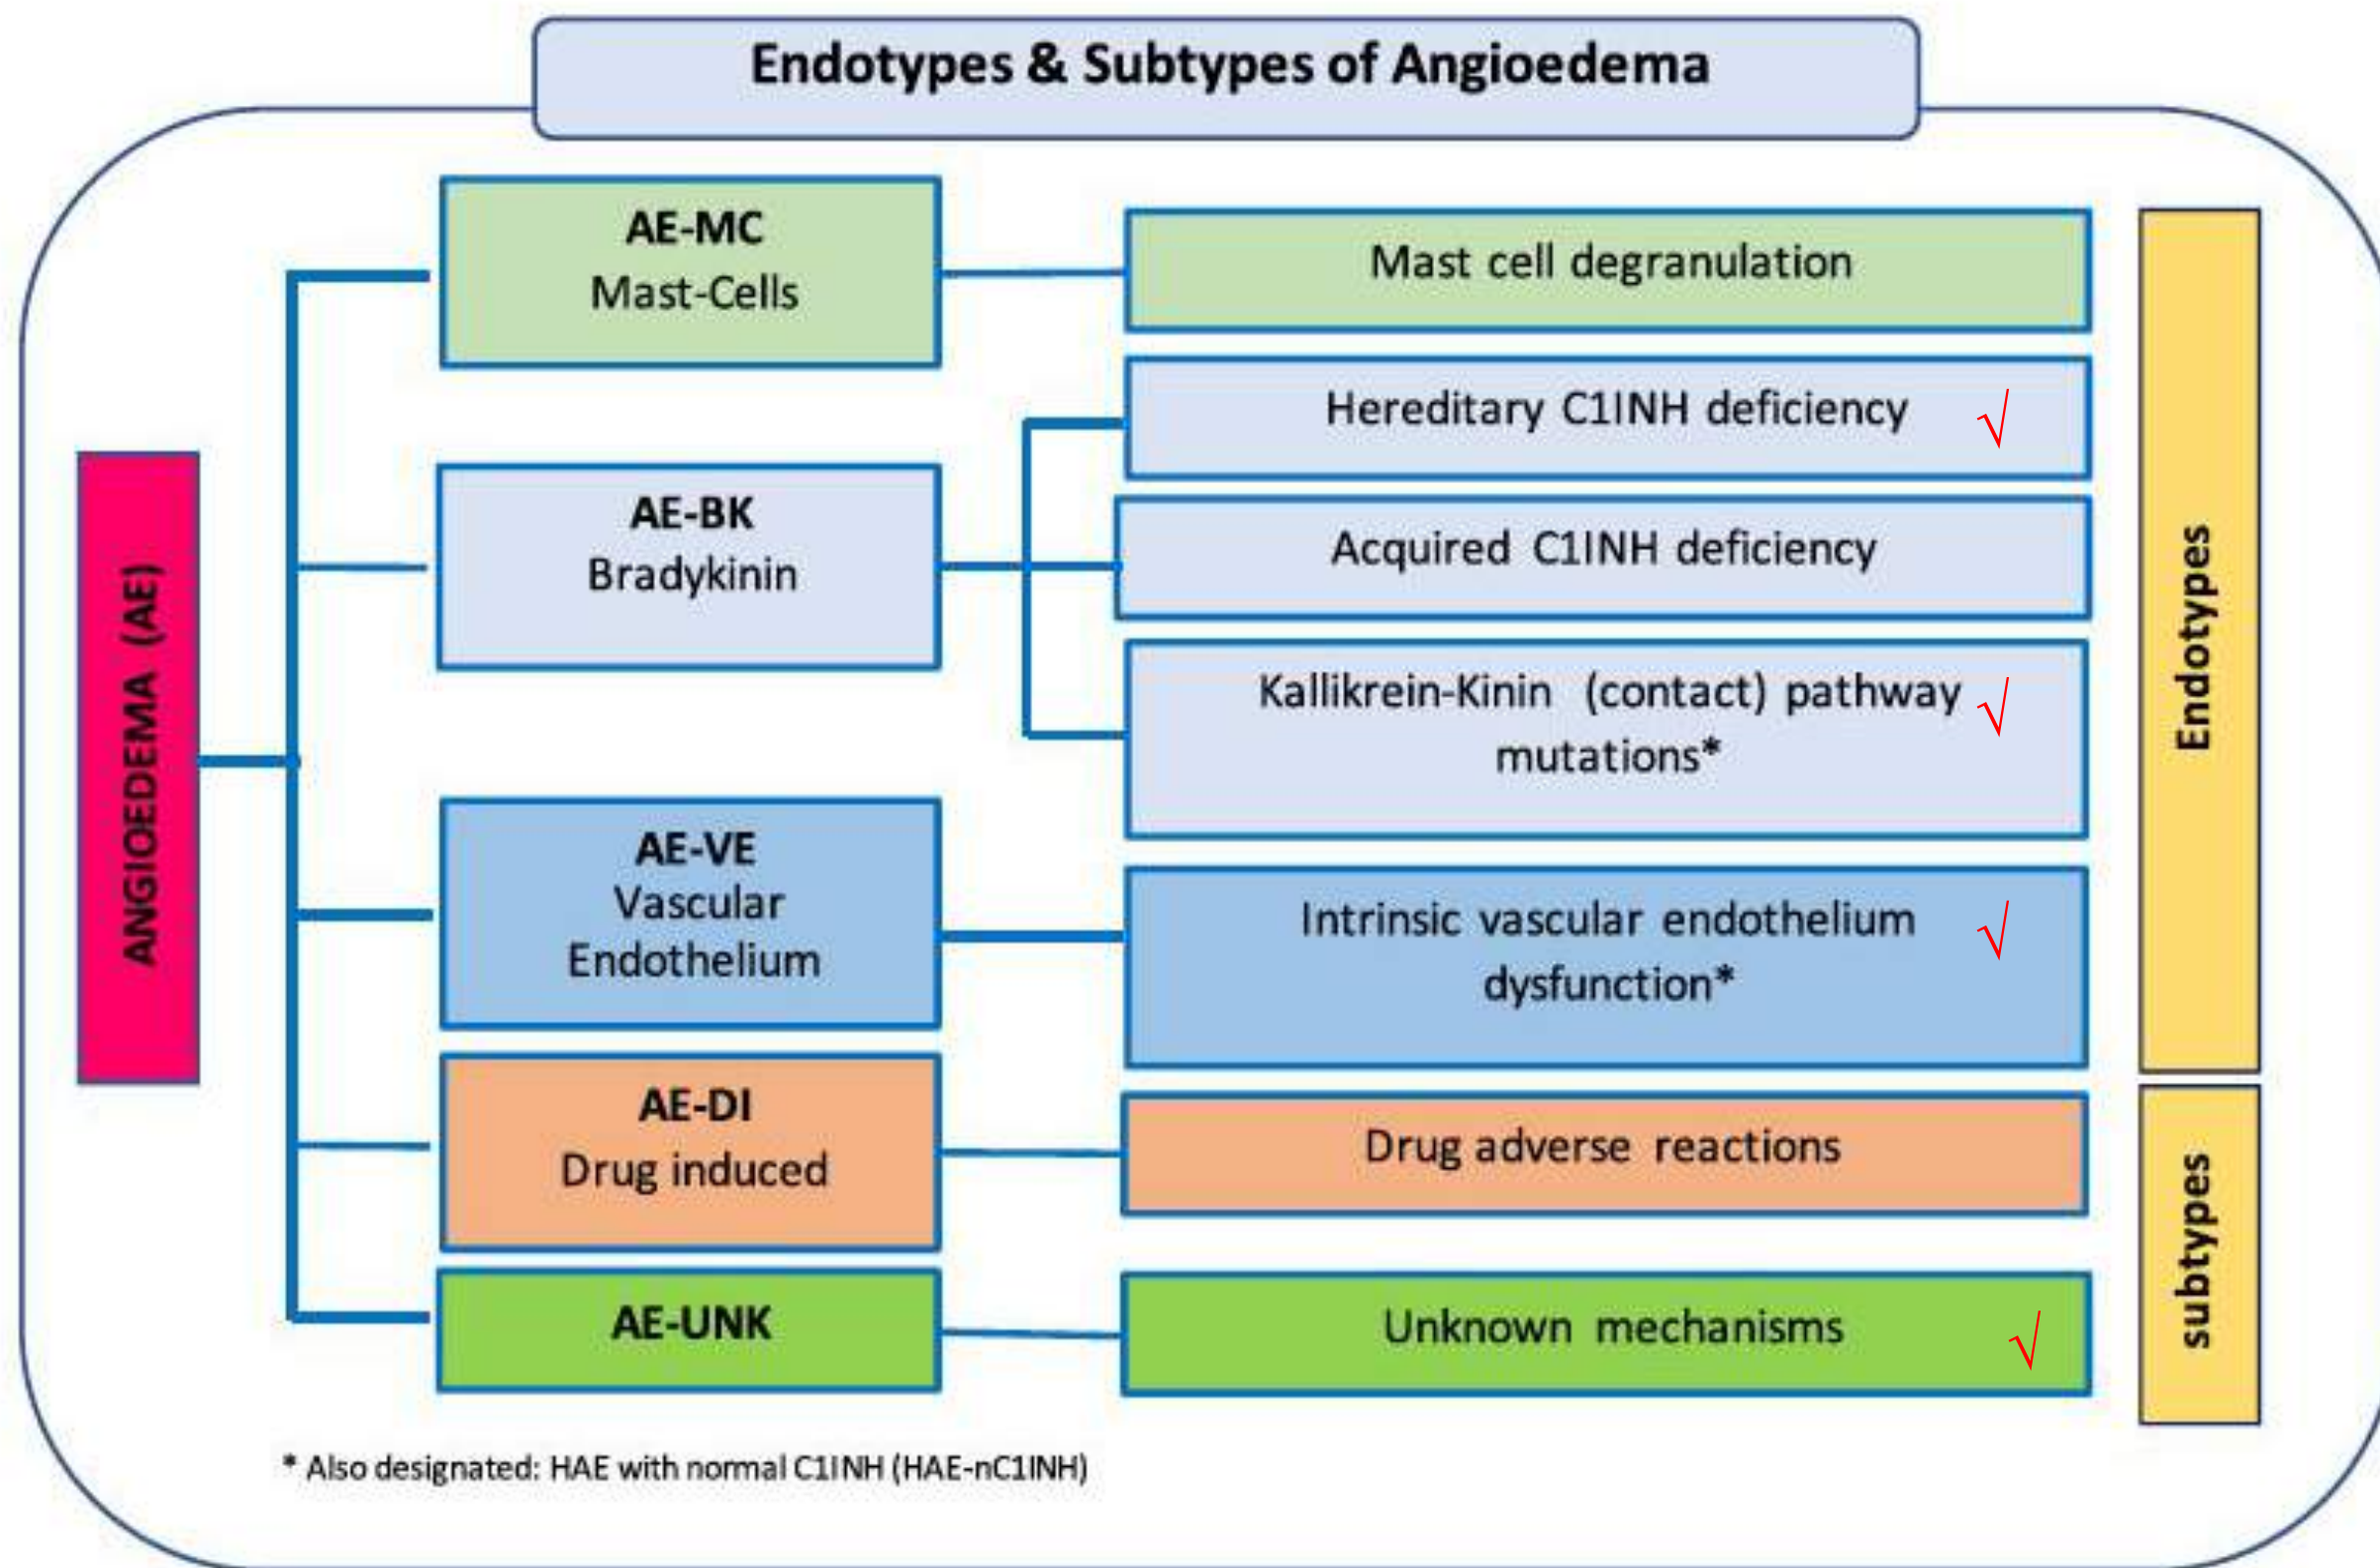 Endotypes & Subtypes of Angioedema
ANGIOEDEMA (AE)
AE-MC
Mast-Cells
Mast cell degranulation
AE-BK
Bradykinin
Hereditary C1INH deficiency √
Acquired C1INH deficiency
Kallikrein-Kinin (contact) pathway √
mutations*
AE-VE
Vascular
Endothelium
Intrinsic vascular endothelium √
dysfunction*
AE-DI
Drug induced
Drug adverse reactions
AE-UNK
Unknown mechanisms √
Endotypes
subtypes
* Also designated: HAE with normal C1INH (HAE-nC1INH)